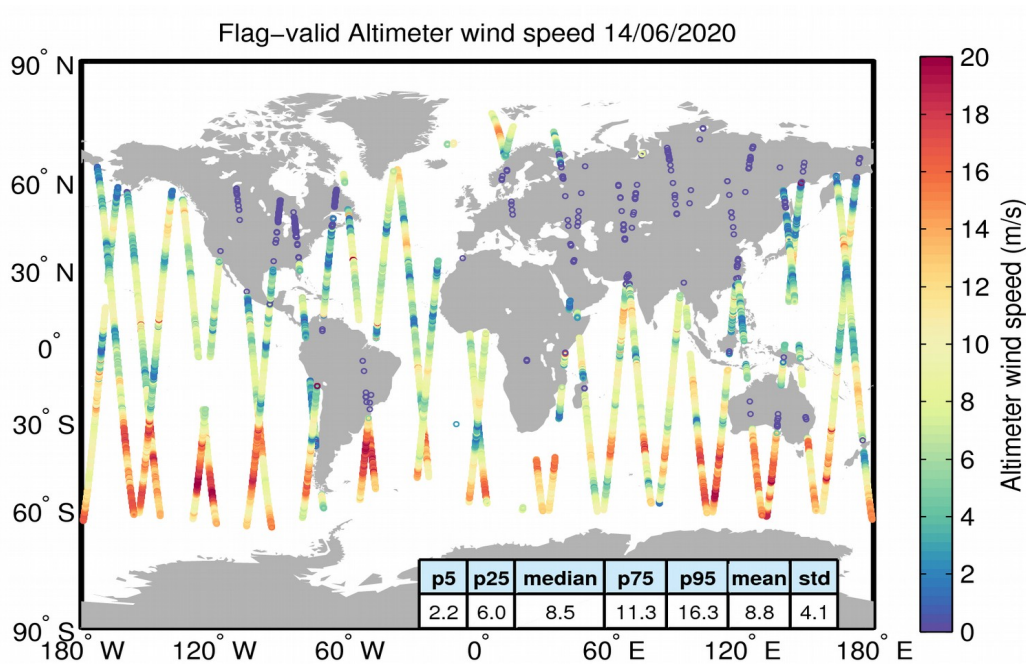 Flag-valid Altimeter wind speed 14/06/2020
90° N
60° N
30° N
0°
30° S
60° S
90° S
180° W
120° W
60° W
0°
60° E
120° E
180° E
p5 p25 median p75 p95 mean std
2.2 6.0 8.5 11.3 16.3 8.8 4.1
20
18
16
14
12
10
8
6
4
2
0
Altimeter wind speed (m/s)